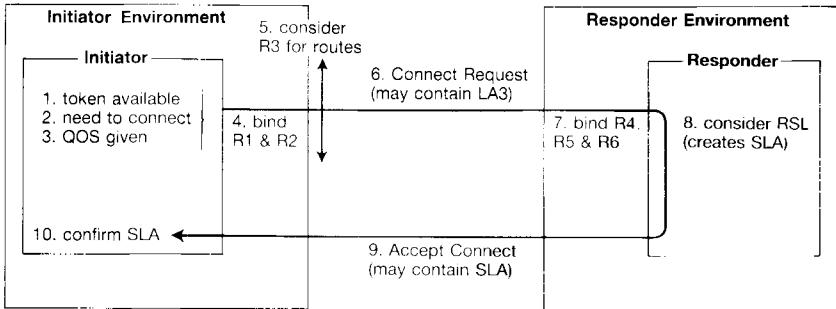 Initiator Environment
Initiator
1. token available
2. need to connect
3. QOS given
4. bind
R1 & R2
5. consider
R3 for routes
6. Connect Request
(may contain LA3)
Responder Environment
Responder
7. bind R4,
R5 & R6
8. consider RSL
(creates SLA)
9. Accept Connect
(may contain SLA)
10. confirm SLA